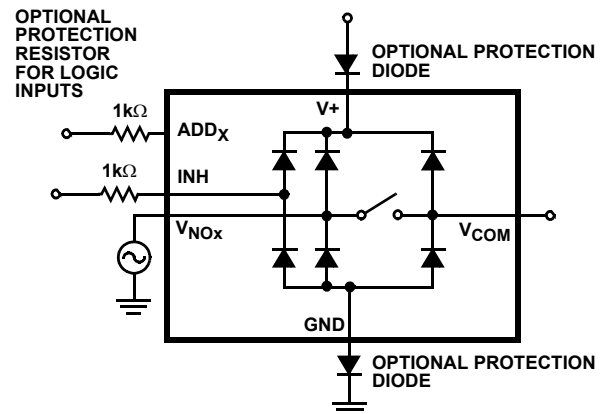 OPTIONAL
PROTECTION
RESISTOR
FOR LOGIC
INPUTS
OPTIONAL PROTECTION
DIODE
1kΩ
ADDX
V+
1kΩ
INH
VNOx
VCOM
GND
OPTIONAL PROTECTION
DIODE